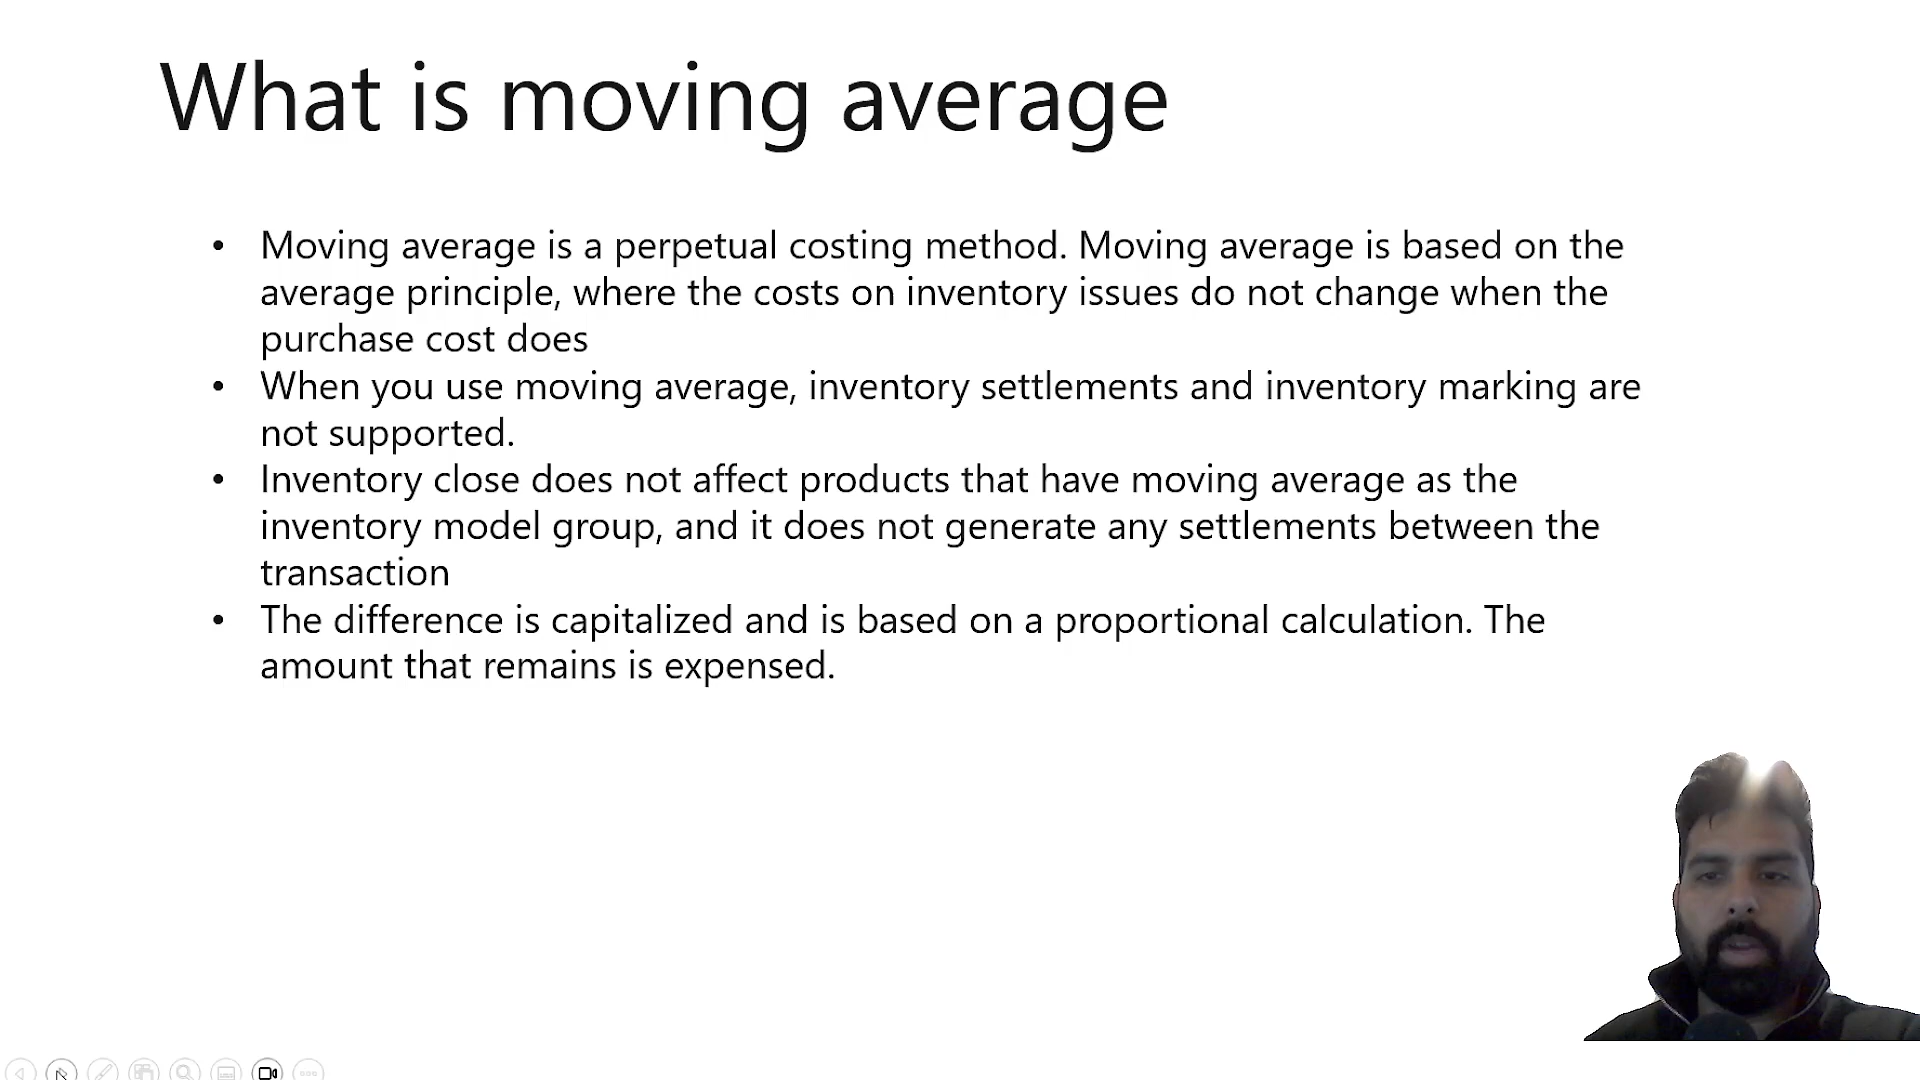 What is moving average
• Moving average is a perpetual costing method. Moving average is based on the
average principle, where the costs on inventory issues do not change when the
purchase cost does
• When you use moving average, inventory settlements and inventory marking are
not supported.
• Inventory close does not affect products that have moving average as the
inventory model group, and it does not generate any settlements between the
transaction
• The difference is capitalized and is based on a proportional calculation. The
amount that remains is expensed.